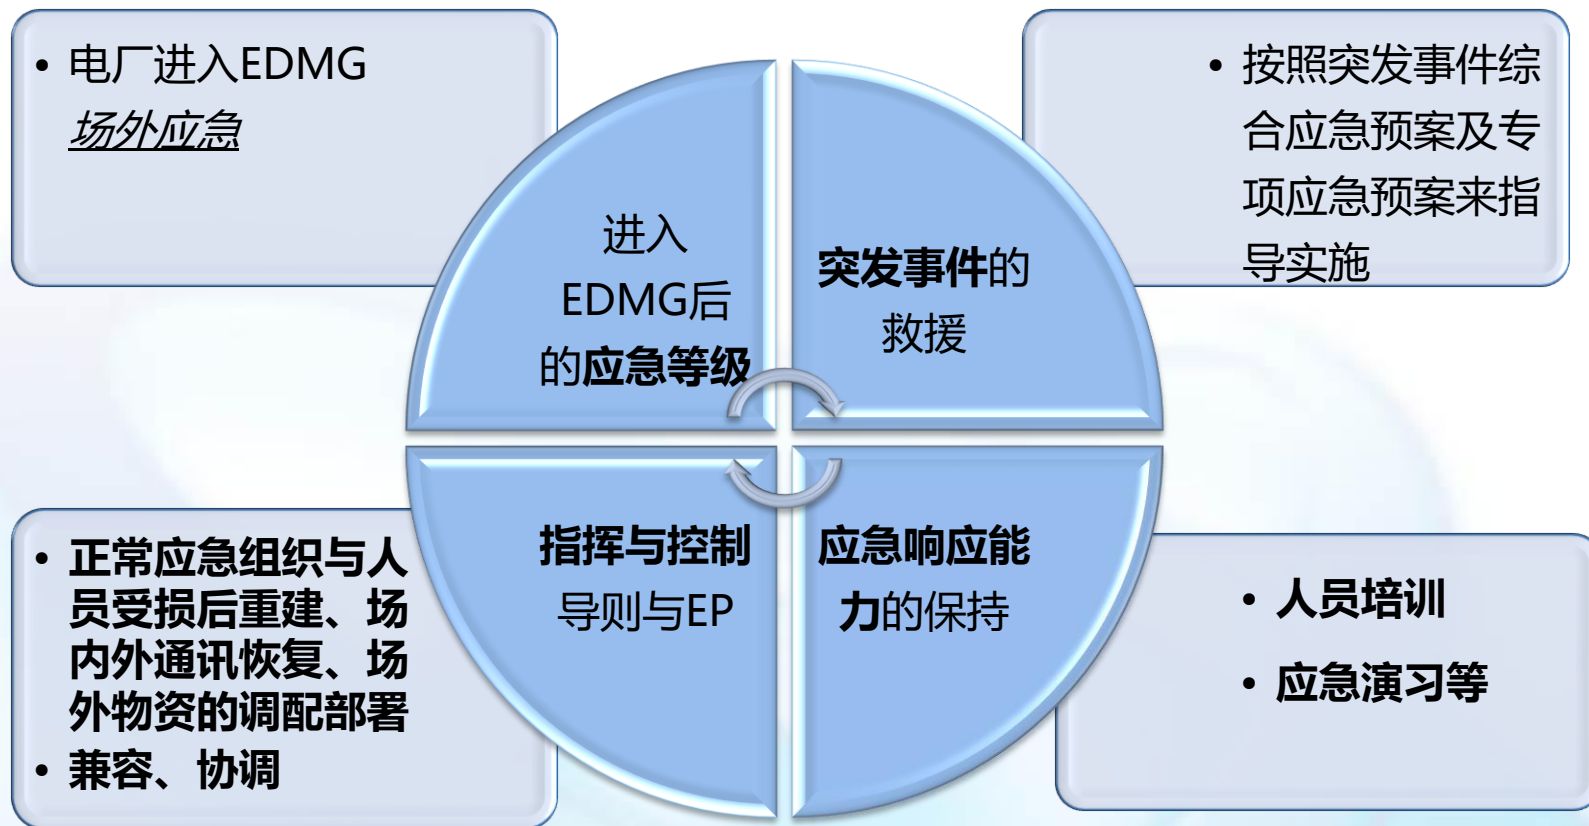 • 电厂进入EDMG
场外应急
• 按照突发事件综
合应急预案及专
项应急预案来指
导实施
进入
EDMG后
的应急等级
突发事件的
救援
指挥与控制
导则与EP
应急响应能
力的保持
• 正常应急组织与人
员受损后重建、场
内外通讯恢复、场
外物资的调配部署
• 兼容、协调
• 人员培训
• 应急演习等